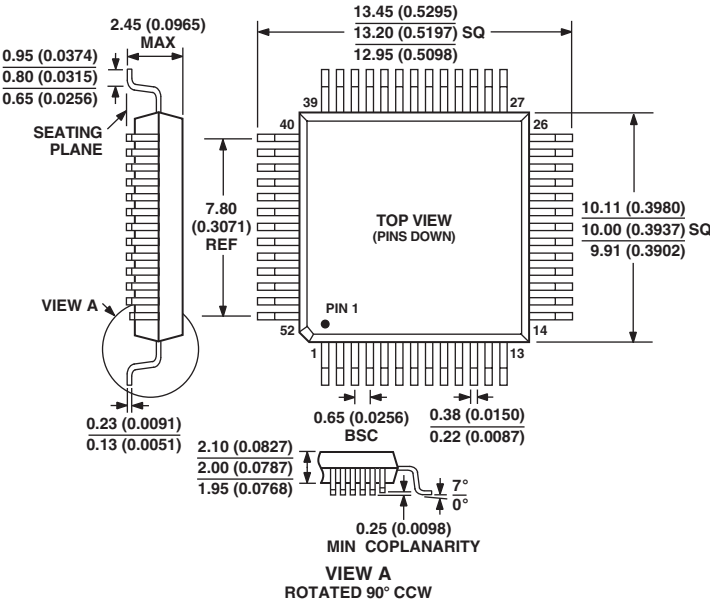 13.45 (0.5295)
13.20 (0.5197) SQ
12.95 (0.5098)
2.45 (0.0965)
MAX
0.95 (0.0374)
0.80 (0.0315)
0.65 (0.0256)
39
27
SEATING
PLANE
40
26
7.80
(0.3071)
REF
TOP VIEW
(PINS DOWN)
10.11 (0.3980)
10.00 (0.3937) SQ
9.91 (0.3902)
VIEW A
PIN 1
52
14
1
13
0.23 (0.0091)
0.13 (0.0051)
0.65 (0.0256)
BSC
0.38 (0.0150)
0.22 (0.0087)
2.10 (0.0827)
2.00 (0.0787)
1.95 (0.0768)
7°
0°
0.25 (0.0098)
MIN COPLANARITY
VIEW A
ROTATED 90° CCW